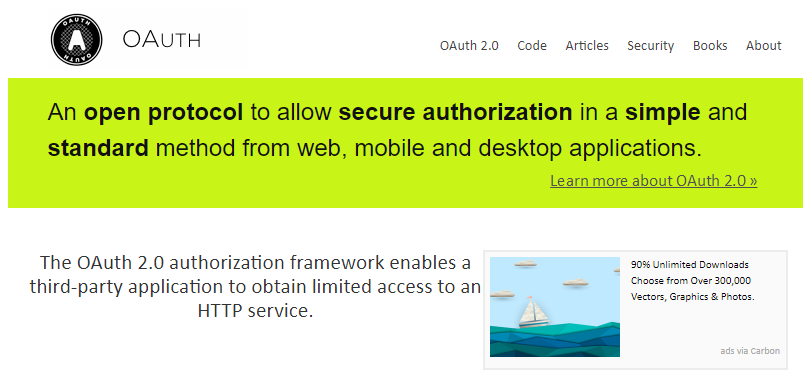 OAUTH
A
OAUTH
OAUTH
OAuth 2.0 Code Articles Security Books About
An open protocol to allow secure authorization in a simple and
standard method from web, mobile and desktop applications.
Learn more about OAuth 2.0 »
The OAuth 2.0 authorization framework enables a
third-party application to obtain limited access to an
HTTP service.
90% Unlimited Downloads
Choose from Over 300,000
Vectors, Graphics & Photos.
ads via Carbon